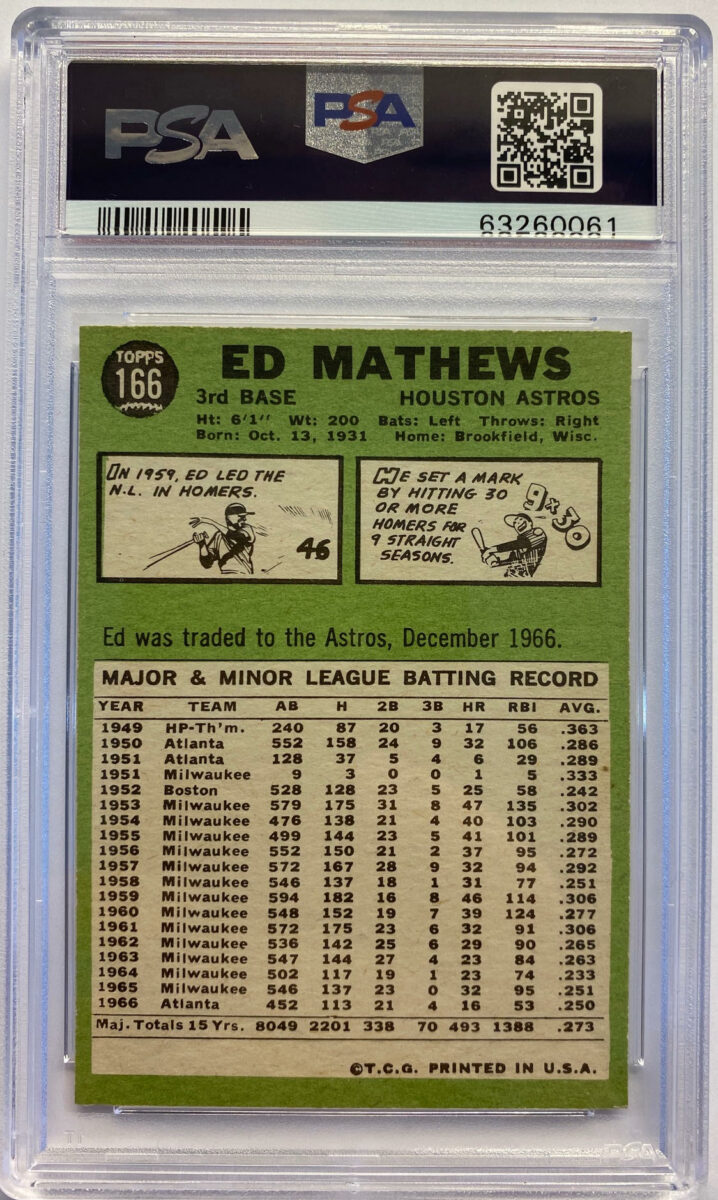 PSA
PSA
63260061
TOPPS
166
ED MATHEWS
3rd BASE HOUSTON ASTROS
Ht: 6'1" Wt: 200 Bats: Left Throws: Right
Born: Oct. 13, 1931 Home: Brookfield, Wisc.
IN 1959, ED LED THE
N.L. IN HOMERS.
46
HE SET A MARK
BY HITTING 30
OR MORE
HOMERS FOR
9 STRAIGHT
SEASONS.
9x30
Ed was traded to the Astros, December 1966.
MAJOR & MINOR LEAGUE BATTING RECORD
YEAR TEAM AB H 2B 3B HR RBI AVG.
1949 HP-Th'm. 240 87 20 3 17 56 .363
1950 Atlanta 552 158 24 9 32 106 .286
1951 Atlanta 128 37 5 4 6 29 .289
1951 Milwaukee 9 3 0 0 1 5 .333
1952 Boston 528 128 23 5 25 58 .242
1953 Milwaukee 579 175 31 8 47 135 .302
1954 Milwaukee 476 138 21 4 40 103 .290
1955 Milwaukee 499 144 23 5 41 101 .289
1956 Milwaukee 552 150 21 2 37 95 .272
1957 Milwaukee 572 167 28 9 32 94 .292
1958 Milwaukee 546 137 18 1 31 77 .251
1959 Milwaukee 594 182 16 8 46 114 .306
1960 Milwaukee 548 152 19 7 39 124 .277
1961 Milwaukee 572 175 23 6 32 91 .306
1962 Milwaukee 536 142 25 6 29 90 .265
1963 Milwaukee 547 144 27 4 23 84 .263
1964 Milwaukee 502 117 19 1 23 74 .233
1965 Milwaukee 546 137 23 0 32 95 .251
1966 Atlanta 452 113 21 4 16 53 .250
Maj. Totals 15 Yrs. 8049 2201 338 70 493 1388 .273
©T.C.G. PRINTED IN U.S.A.
PSA